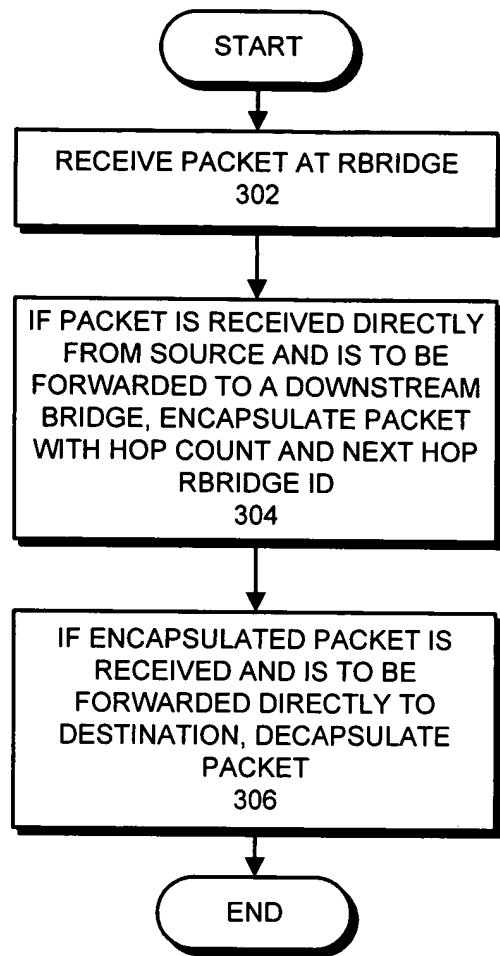 START
RECEIVE PACKET AT RBRIDGE
302
IF PACKET IS RECEIVED DIRECTLY
FROM SOURCE AND IS TO BE
FORWARDED TO A DOWNSTREAM
BRIDGE, ENCAPSULATE PACKET
WITH HOP COUNT AND NEXT HOP
RBRIDGE ID
304
IF ENCAPSULATED PACKET IS
RECEIVED AND IS TO BE
FORWARDED DIRECTLY TO
DESTINATION, DECAPSULATE
PACKET
306
END